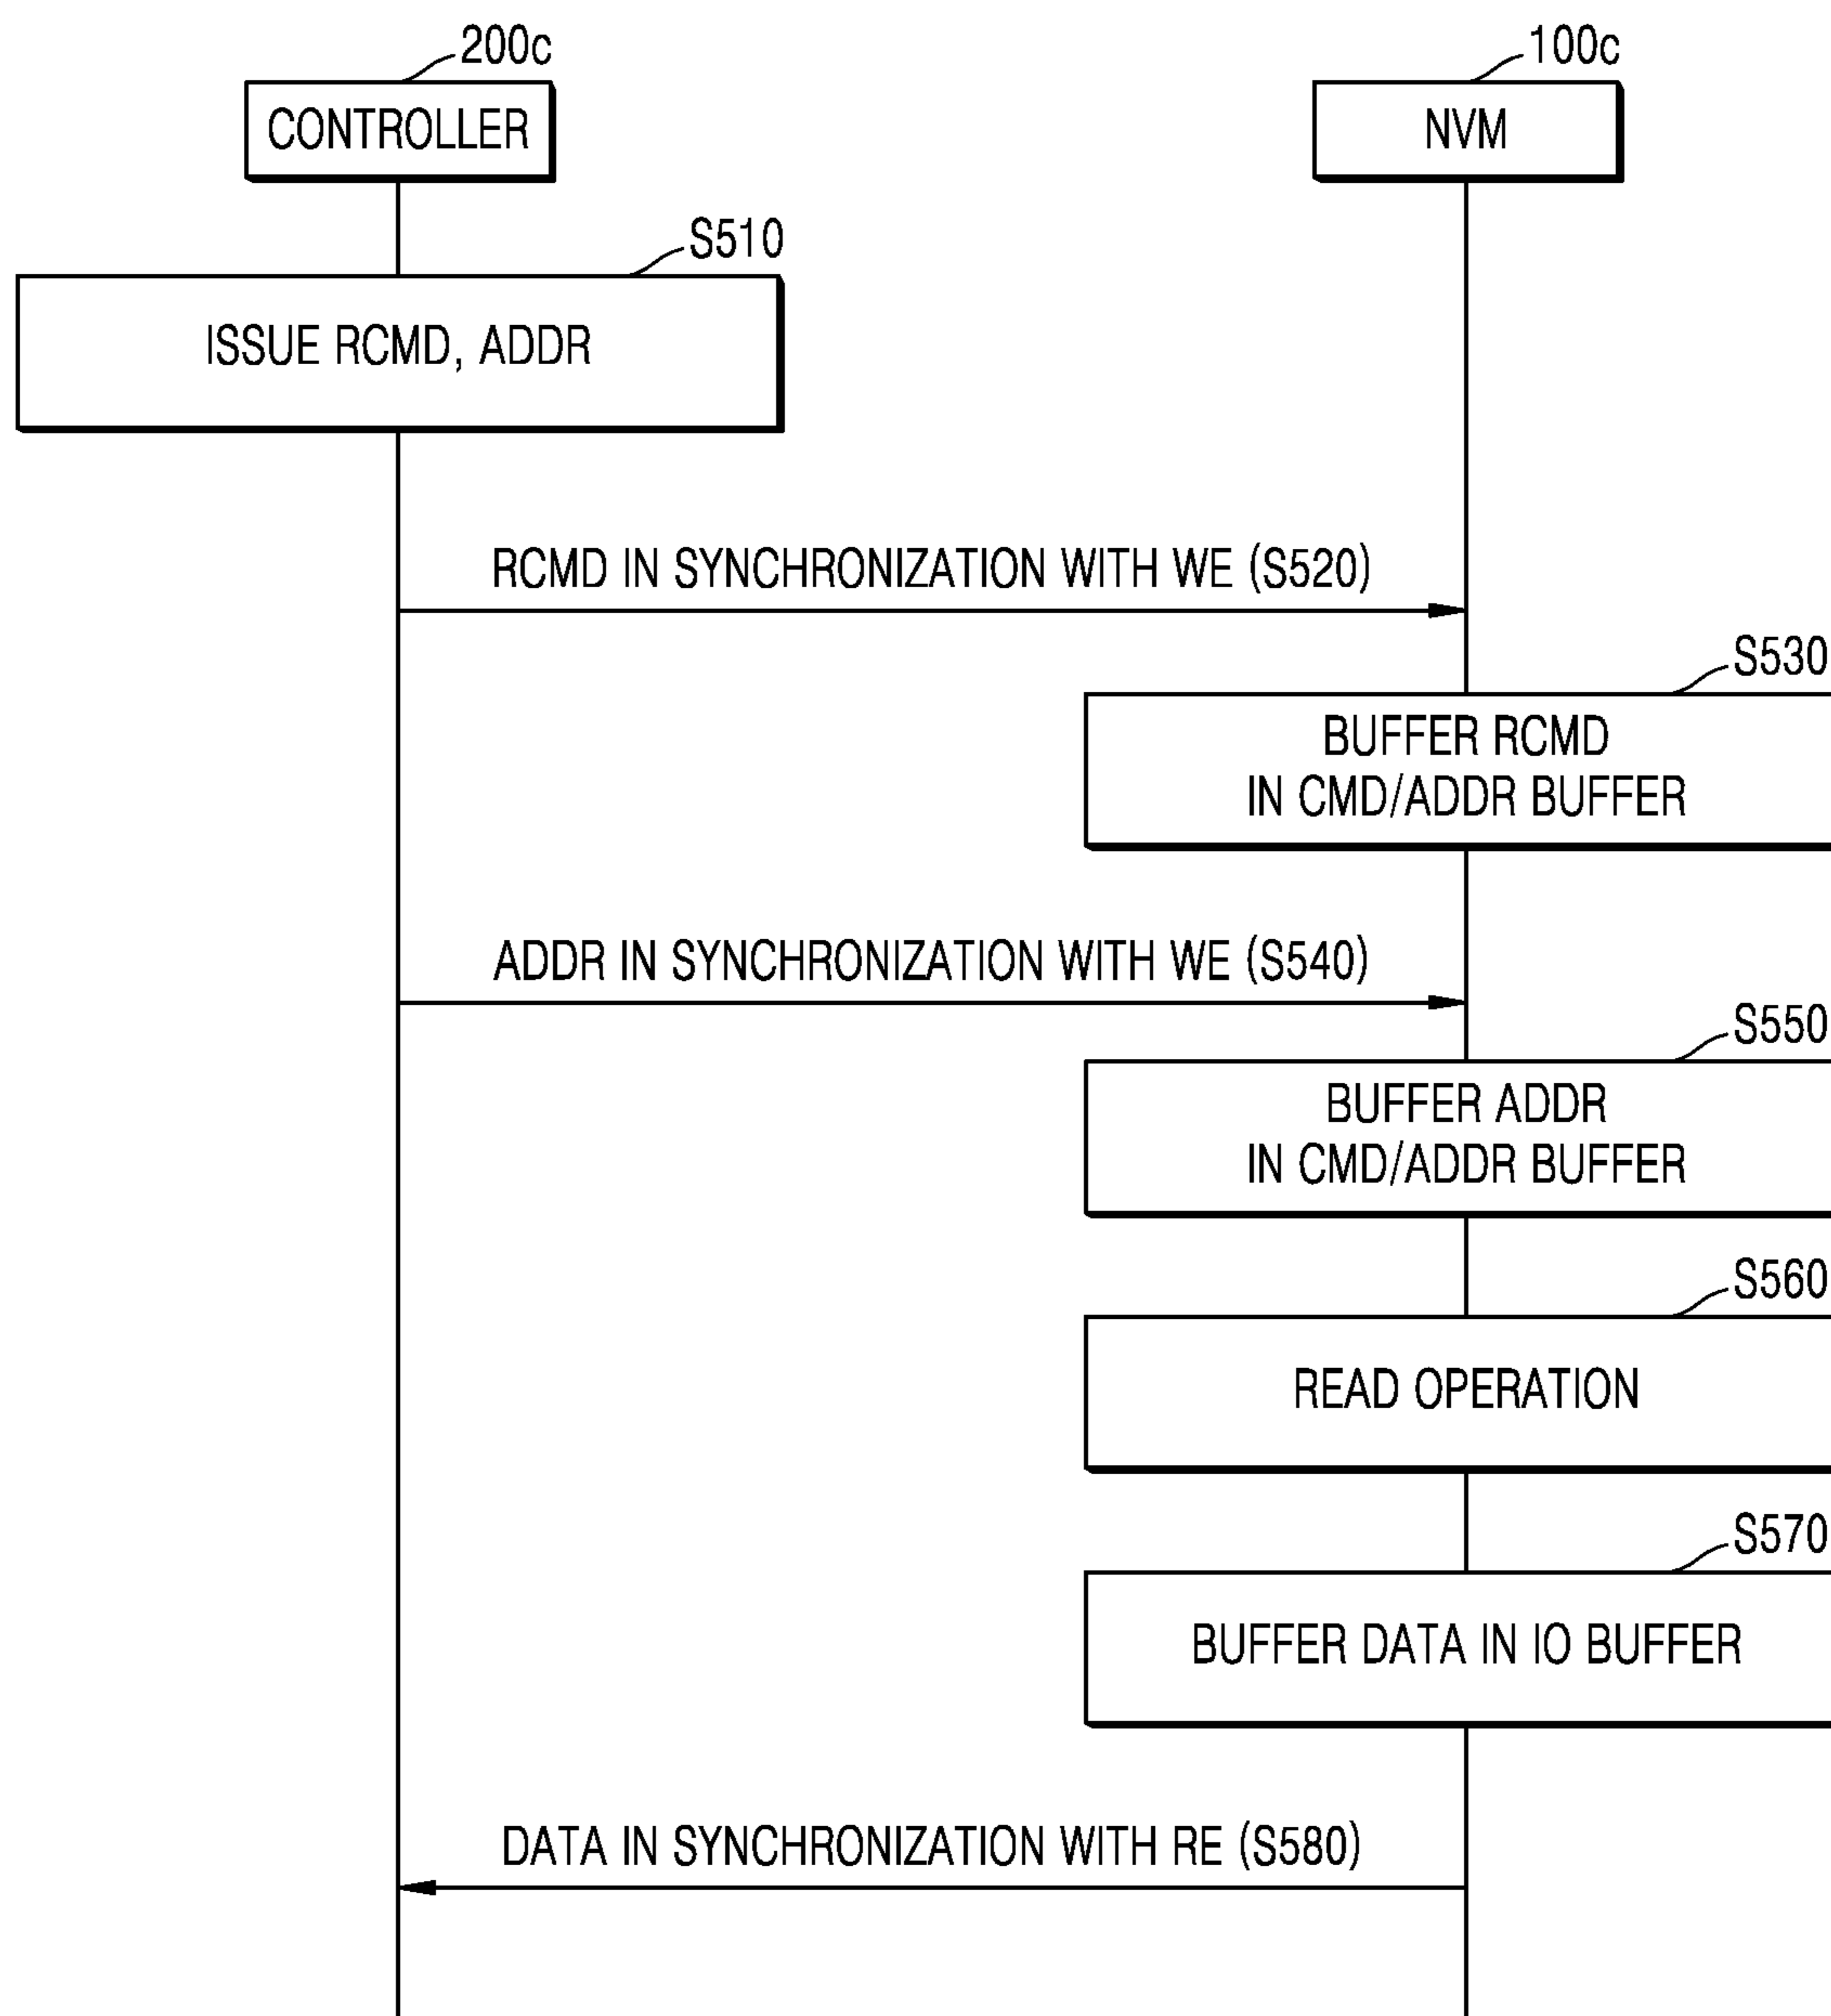 200c
100c
CONTROLLER
NVM
S510
ISSUE RCMD, ADDR
RCMD IN SYNCHRONIZATION WITH WE (S520)
S530
BUFFER RCMD
IN CMD/ADDR BUFFER
ADDR IN SYNCHRONIZATION WITH WE (S540)
S550
BUFFER ADDR
IN CMD/ADDR BUFFER
S560
READ OPERATION
S570
BUFFER DATA IN IO BUFFER
DATA IN SYNCHRONIZATION WITH RE (S580)